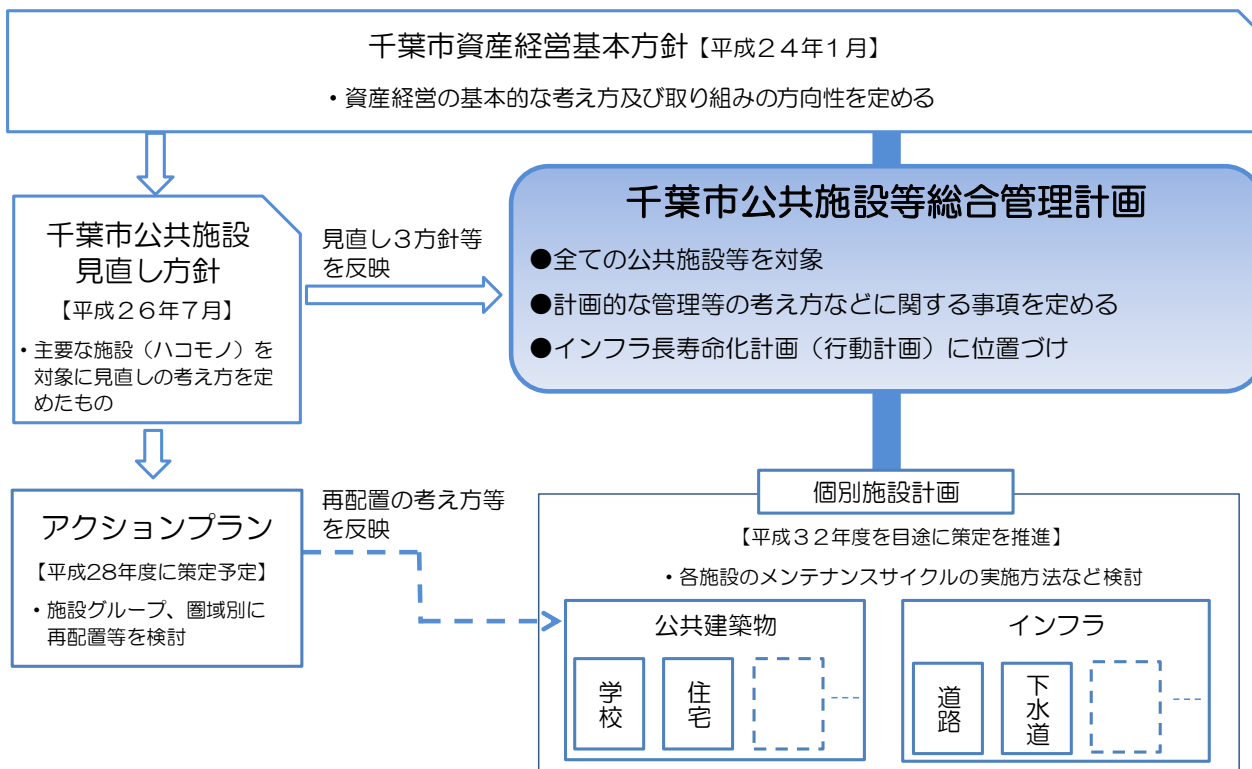 千葉市資産経営基本方針【平成２４年１月】
・資産経営の基本的な考え方及び取り組みの方向性を定める
千葉市公共施設
見直し方針
【平成２６年７月】
・主要な施設（ハコモノ）を
対象に見直しの考え方を定
めたもの
見直し３方針等
を反映
千葉市公共施設等総合管理計画
●全ての公共施設等を対象
●計画的な管理等の考え方などに関する事項を定める
●インフラ長寿命化計画（行動計画）に位置づけ
アクションプラン
【平成28年度に策定予定】
・施設グループ、圏域別に
再配置等を検討
再配置の考え方等
を反映
個別施設計画
【平成３２年度を目途に策定を推進】
・各施設のメンテナンスサイクルの実施方法など検討
公共建築物
学校
住宅
インフラ
道路
下水道